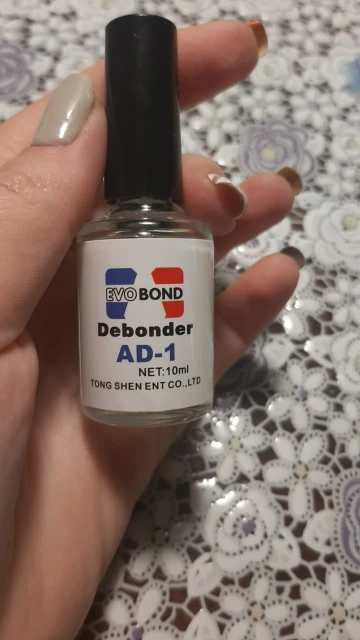 EVOBOND
Debonder
AD-1
NET:10ml
TONG SHEN ENT CO.,LTD